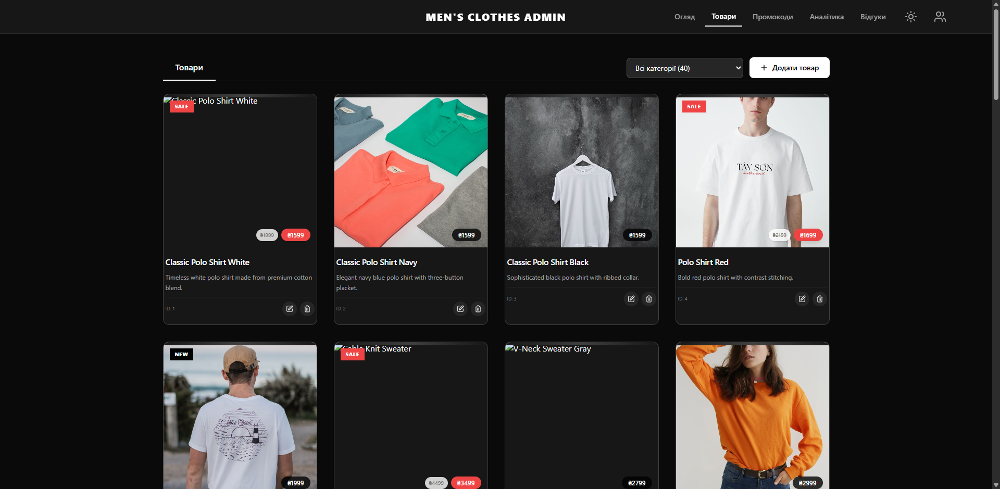 MEN'S CLOTHES ADMIN
Огляд
Товари
Промокоди
Аналітика
Відгуки
Товари
Всі категорії (40)
+ Додати товар
Classic Polo Shirt White
SALE
₴1999
₴1599
Classic Polo Shirt White
Timeless white polo shirt made from premium cotton
blend.
ID: 1
₴1599
Classic Polo Shirt Navy
Elegant navy blue polo shirt with three-button
placket.
ID: 2
₴1599
Classic Polo Shirt Black
Sophisticated black polo shirt with ribbed collar.
ID: 3
SALE
TÂY SƠN
brotherhood
₴2199
₴1699
Polo Shirt Red
Bold red polo shirt with contrast stitching.
ID: 4
NEW
₴1999
Cable Knit Sweater
SALE
₴4499
₴3499
V-Neck Sweater Gray
₴2799
₴2999